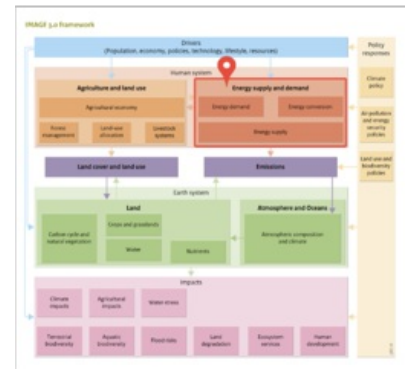 IMAGE 3.0 framework
Drivers
(Population, economy, policies, technology, lifestyle, resources)
Policy
responses
Human system
Agriculture and land use
Agricultural economy
Forest
management
Land-use
allocation
Livestock
systems
Energy supply and demand
Energy demand
Energy conversion
Energy supply
Climate
policy
Air pollution
and energy
security
policies
Land use and
biodiversity
policies
Land cover and land use
Emissions
Earth system
Land
Carbon cycle and
natural vegetation
Crops and grasslands
Water
Nutrients
Atmosphere and Oceans
Atmosphere composition
and climate
Impacts
Climate
impacts
Agricultural
impacts
Water stress
Terrestrial
biodiversity
Aquatic
biodiversity
Flood risks
Land
degradation
Ecosystem
services
Human
development